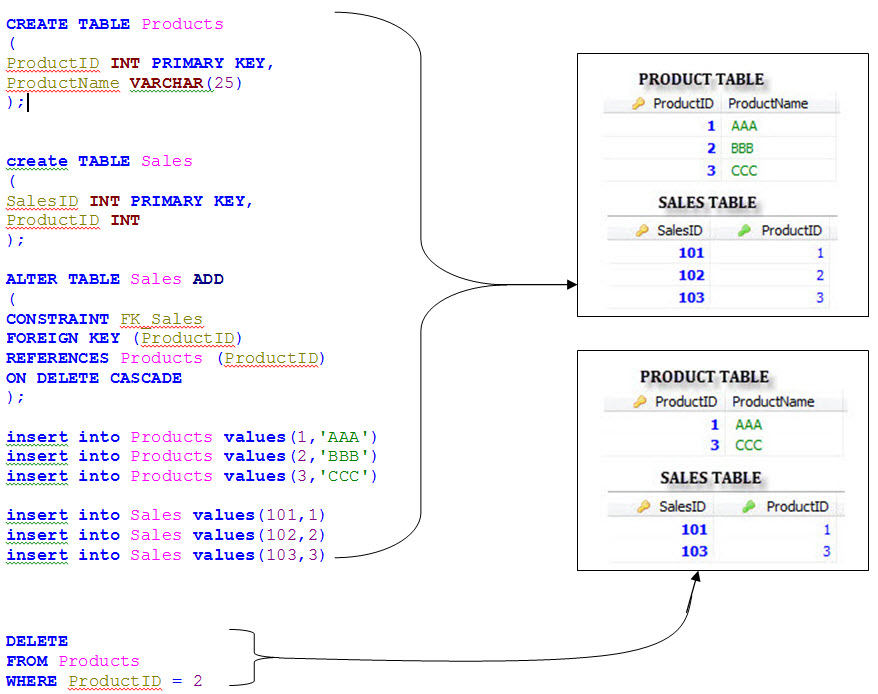 CREATE TABLE Products
(
ProductID INT PRIMARY KEY,
ProductName VARCHAR(25)
);
create TABLE Sales
(
SalesID INT PRIMARY KEY,
ProductID INT
);
ALTER TABLE Sales ADD
(
CONSTRAINT FK_Sales
FOREIGN KEY (ProductID)
REFERENCES Products (ProductID)
ON DELETE CASCADE
);
insert into Products values(1,'AAA')
insert into Products values(2,'BBB')
insert into Products values(3,'CCC')
insert into Sales values(101,1)
insert into Sales values(102,2)
insert into Sales values(103,3)
DELETE
FROM Products
WHERE ProductID = 2
PRODUCT TABLE
ProductID ProductName
1 AAA
2 BBB
3 CCC
SALES TABLE
SalesID ProductID
101 1
102 2
103 3
PRODUCT TABLE
ProductID ProductName
1 AAA
3 CCC
SALES TABLE
SalesID ProductID
101 1
103 3